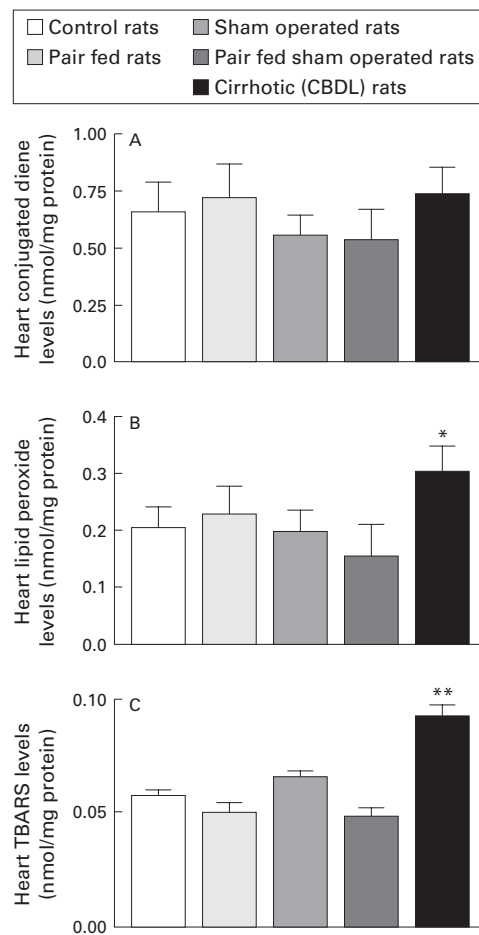 Control rats
Sham operated rats
Pair fed rats
Pair fed sham operated rats
Cirrhotic (CBDL) rats
A
Heart conjugated diene
levels (nmol/mg protein)
1.00
0.75
0.50
0.25
0.0
B
Heart lipid peroxide
levels (nmol/mg protein)
0.4
0.3
0.2
0.1
0.0
*
C
Heart TBARS levels
(nmol/mg protein)
0.10
0.05
0.00
**